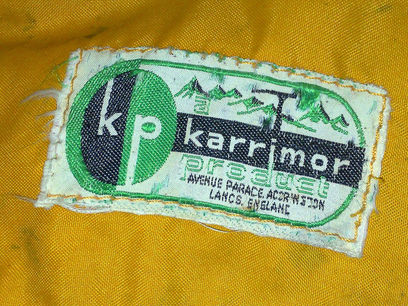 kp
karrimor
product
AVENUE PARADE ACCRINGTON
LANCS. ENGLAND